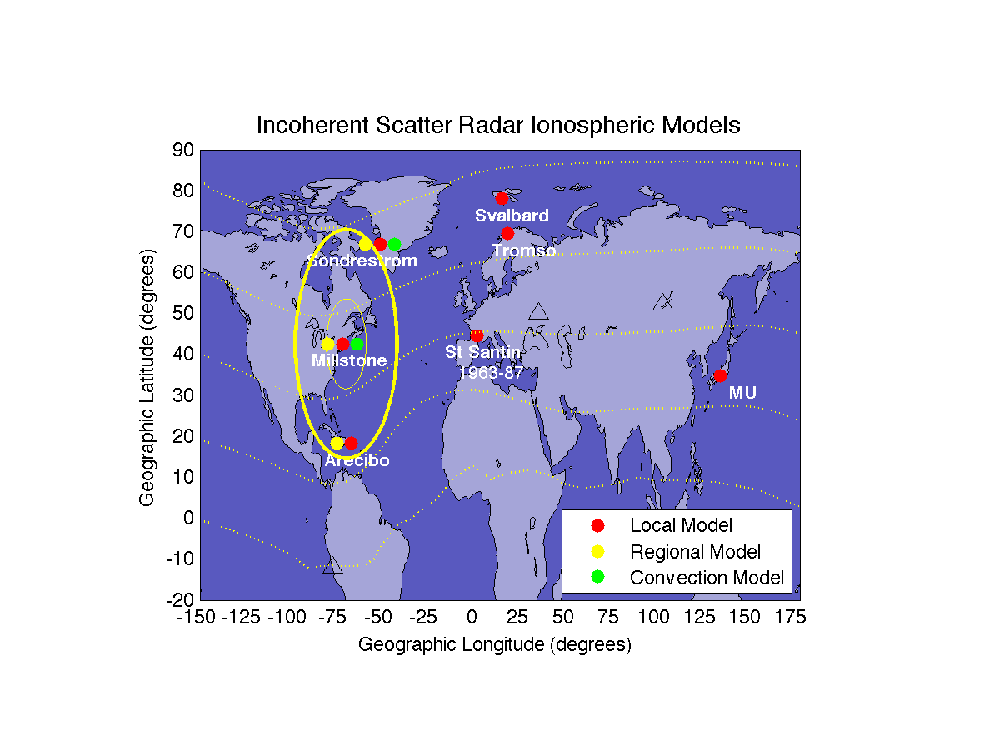 Incoherent Scatter Radar Ionospheric Models
Geographic Latitude (degrees)
90
80
70
60
50
40
30
20
10
0
-10
-20
Svalbard
Tromso
Sondrestrom
St Santin
1963-87
Millstone
MU
Arecibo
Local Model
Regional Model
Convection Model
-150 -125 -100 -75 -50 -25 0 25 50 75 100 125 150 175
Geographic Longitude (degrees)